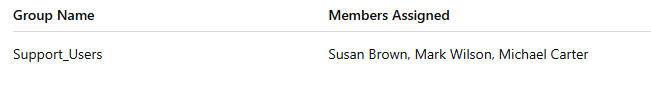 Group Name Members Assigned
Support_Users Susan Brown, Mark Wilson, Michael Carter